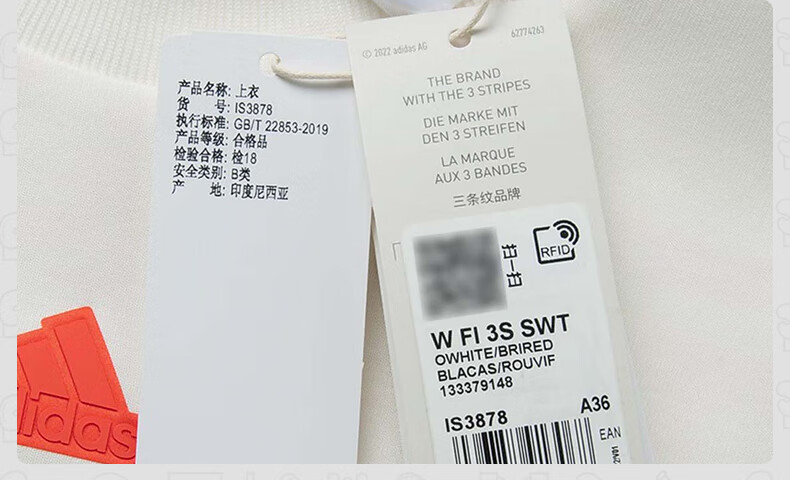 产品名称: 上衣
货 号: IS3878
执行标准: GB/T 22853-2019
产品等级: 合格品
检验合格: 检18
安全类别: B类
产 地: 印度尼西亚
© 2022 adidas AG
62774263
THE BRAND
WITH THE 3 STRIPES
DIE MARKE MIT
DEN 3 STREIFEN
LA MARQUE
AUX 3 BANDES
三条纹品牌
扫一扫
RFID
W FI 3S SWT
OWHITE/BRIRED
BLACAS/ROUVIF
133379148
IS3878
A36
EAN
adidas